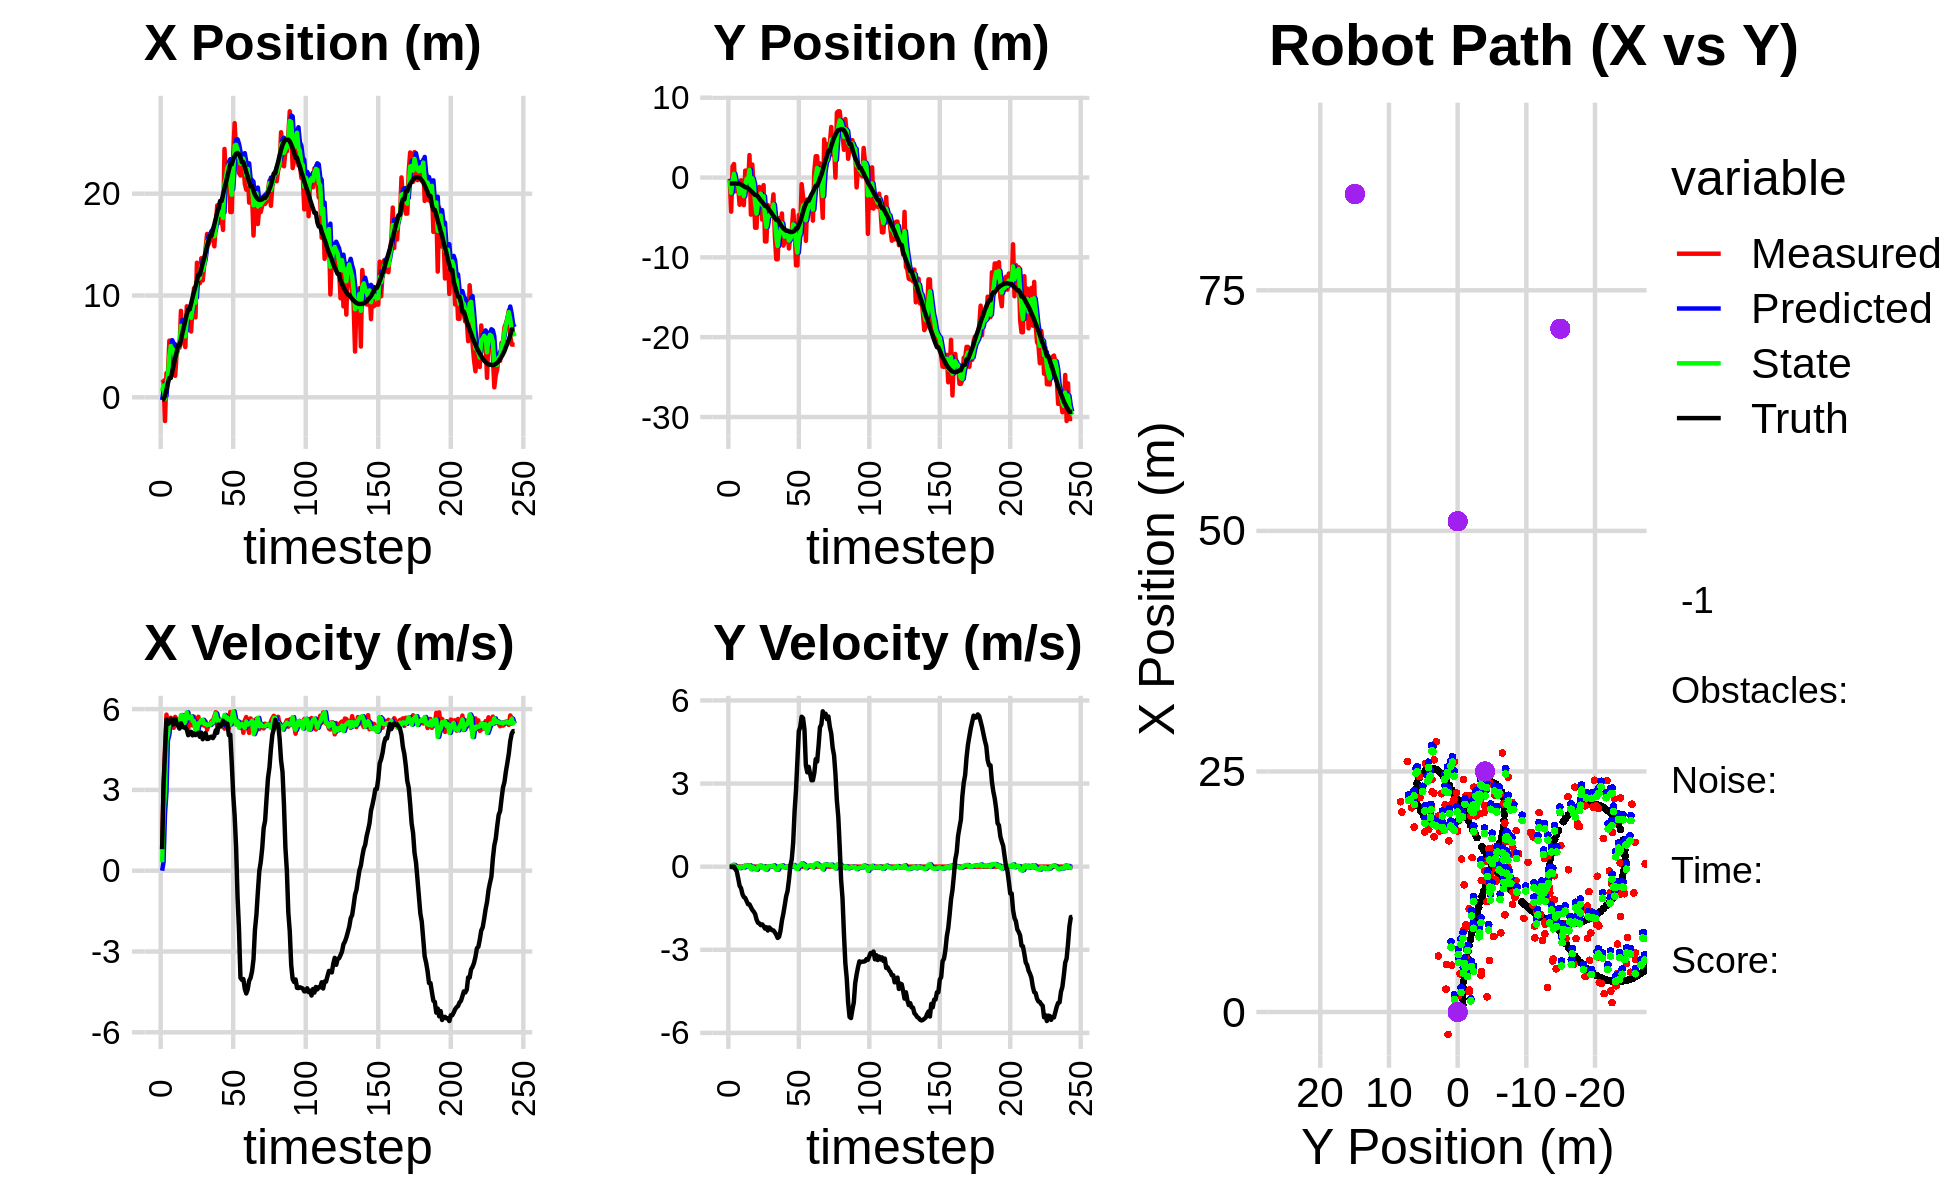 X Position (m)
20
10
0
0
50
100
150
200
250
timestep
Y Position (m)
10
0
-10
-20
-30
0
50
100
150
200
250
timestep
X Velocity (m/s)
6
3
0
-3
-6
0
50
100
150
200
250
timestep
Y Velocity (m/s)
6
3
0
-3
-6
0
50
100
150
200
250
timestep
Robot Path (X vs Y)
X Position (m)
75
50
25
0
20 10 0 -10 -20
Y Position (m)
variable
Measured
Predicted
State
Truth
-1
Obstacles:
Noise:
Time:
Score: